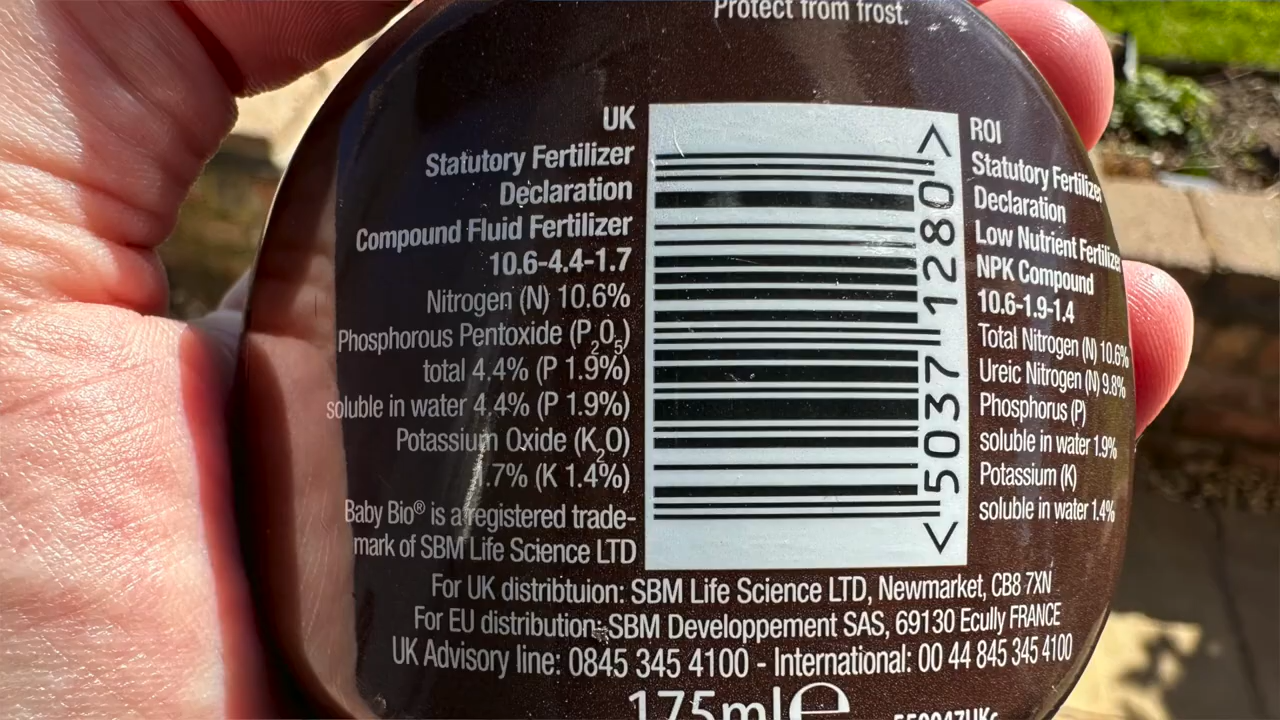 Protect from frost.
UK
Statutory Fertilizer
Declaration
Compound Fluid Fertilizer
10.6-4.4-1.7
Nitrogen (N) 10.6%
Phosphorous Pentoxide (P₂O₅)
total 4.4% (P 1.9%)
soluble in water 4.4% (P 1.9%)
Potassium Oxide (K₂O)
1.7% (K 1.4%)
Baby Bio® is a registered trade-
mark of SBM Life Science LTD
<5037 1280>
ROI
Statutory Fertilizer
Declaration
Low Nutrient Fertilizer
NPK Compound
10.6-1.9-1.4
Total Nitrogen (N) 10.6%
Ureic Nitrogen (N) 9.8%
Phosphorus (P)
soluble in water 1.9%
Potassium (K)
soluble in water 1.4%
For UK distribtuion: SBM Life Science LTD, Newmarket, CB8 7XN
For EU distribution: SBM Developpement SAS, 69130 Ecully FRANCE
UK Advisory line: 0845 345 4100 - International: 00 44 845 345 4100
175ml℮